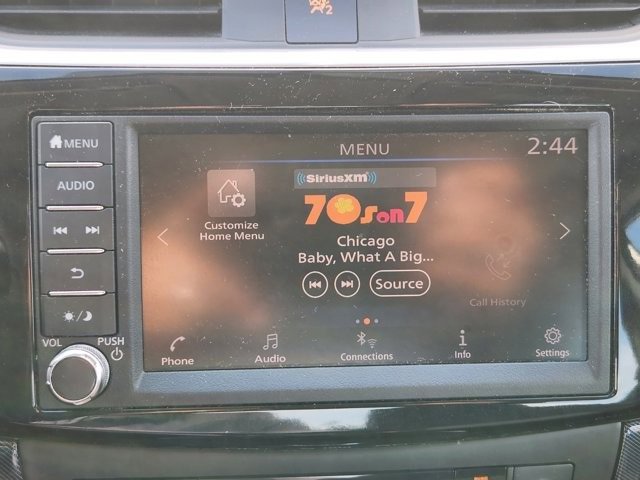 2
MENU
2:44
MENU
((SiriusXM))
AUDIO
70s on 7
Customize
Home Menu
Chicago
Baby, What A Big...
Source
Call History
VOL
PUSH
Phone
Audio
Connections
Info
Settings